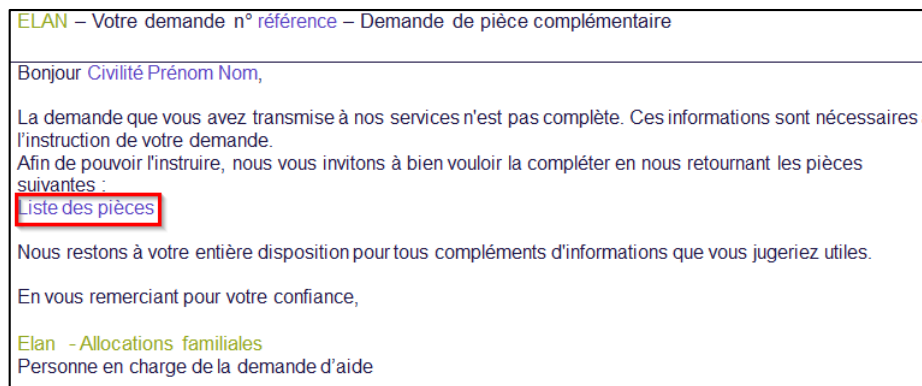 ELAN – Votre demande n° référence – Demande de pièce complémentaire
Bonjour Civilité Prénom Nom,
La demande que vous avez transmise à nos services n'est pas complète. Ces informations sont nécessaires
l'instruction de votre demande.
Afin de pouvoir l'instruire, nous vous invitons à bien vouloir la compléter en nous retournant les pièces
suivantes :
Liste des pièces
Nous restons à votre entière disposition pour tous compléments d'informations que vous jugeriez utiles.
En vous remerciant pour votre confiance,
Elan - Allocations familiales
Personne en charge de la demande d'aide